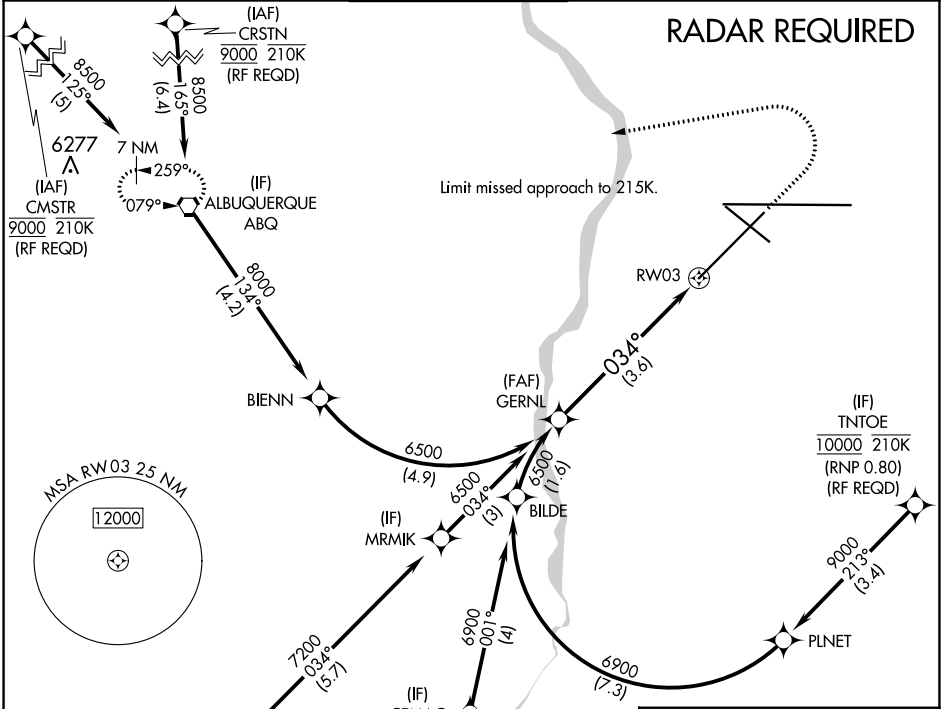 RADAR REQUIRED
(IAF)
CRSTN
9000 210K
(RF REQD)
8500
125°
(5)
8500
165°
(6.4)
6277
7 NM
259°
079°
(IAF)
CMSTR
9000 210K
(RF REQD)
(IF)
ALBUQUERQUE
ABQ
Limit missed approach to 215K.
RW03
8000
134°
(4.2)
034°
(3.6)
BIENN
(FAF)
GERNL
(IF)
TNTOE
10000 210K
(RNP 0.80)
(RF REQD)
6500
(4.9)
6500
034°
(3)
6500
(1.6)
BILDE
MSA RW03 25 NM
12000
(IF)
MRMIK
9000
213°
(3.4)
PLNET
7200
034°
(5.7)
6900
001°
(4)
6900
(7.3)
(IF)